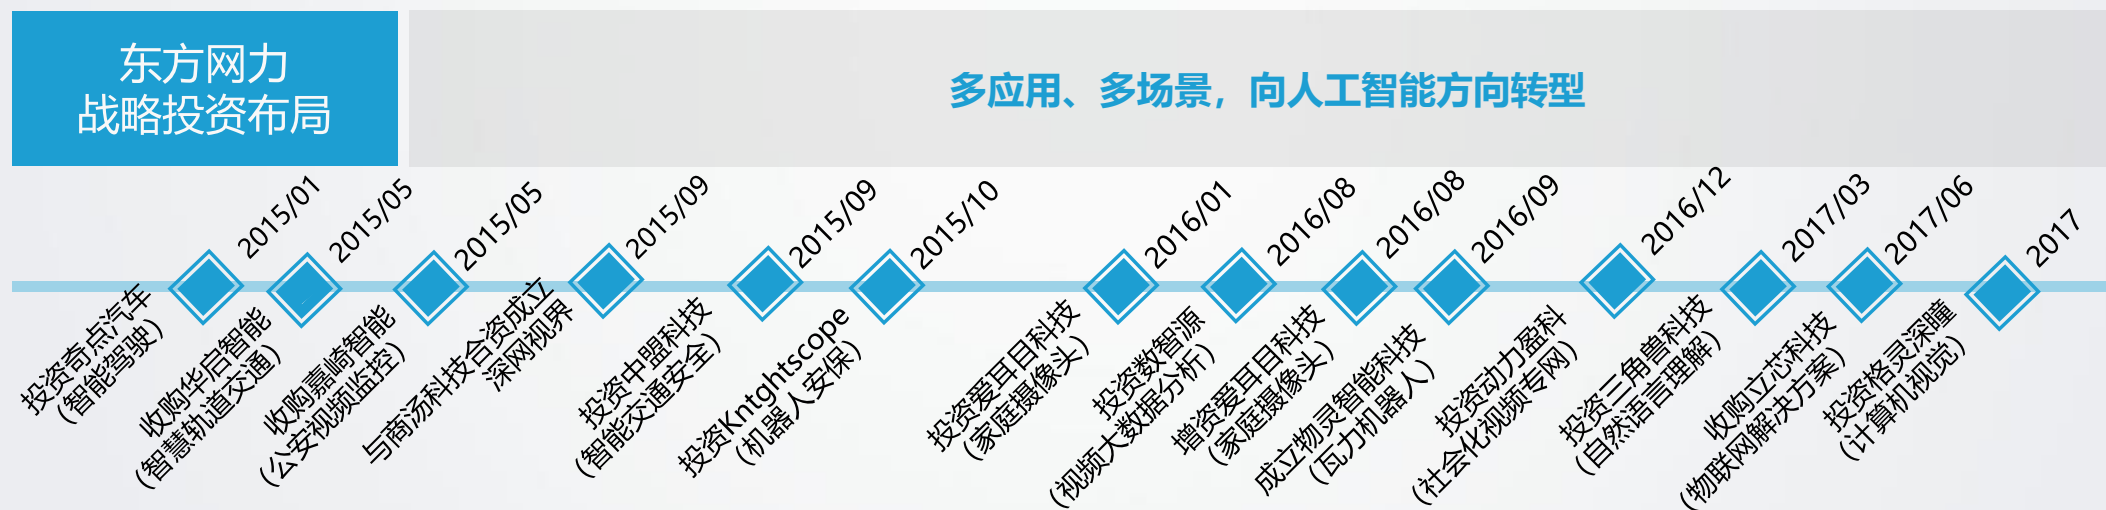 东方网力
战略投资布局
多应用、多场景，向人工智能方向转型
2015/01
投资奇点汽车
（智能驾驶）
2015/05
收购华启智能
（智慧轨道交通）
2015/05
收购嘉崎智能
（公安视频监控）
2015/09
与商汤科技合资成立
深网视界
2015/09
投资中盟科技
（智能交通安全）
2015/10
投资Kntghtscope
（机器人安保）
2016/01
投资爱耳目科技
（家庭摄像头）
2016/08
投资数智源
（视频大数据分析）
2016/08
增资爱耳目科技
（家庭摄像头）
2016/09
成立物灵智能科技
（瓦力机器人）
2016/12
投资动力盈科
（社会化视频专网）
2017/03
投资三角兽科技
（自然语言理解）
2017/06
收购立芯科技
（物联网解决方案）
2017
投资格灵深瞳
（计算机视觉）